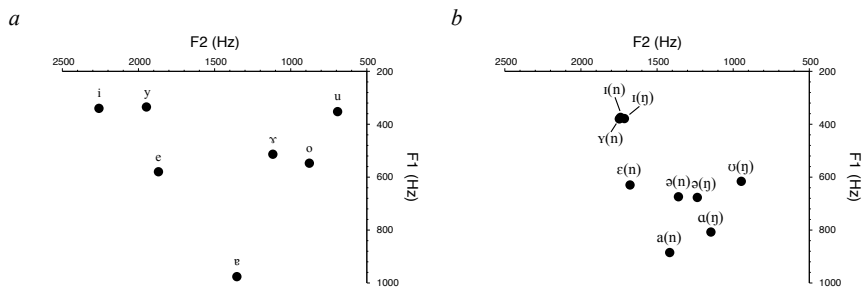 a
F2 (Hz)
2500 2000 1500 1000 500
200
400
600
800
1000
F1 (Hz)
i
y
u
e
ɤ
o
ɐ
b
F2 (Hz)
2500 2000 1500 1000 500
200
400
600
800
1000
F1 (Hz)
ɪ(n)
ɪ(ŋ)
ʏ(n)
ɛ(n)
ə(n)
ə(ŋ)
ʊ(ŋ)
ɑ(ŋ)
a(n)